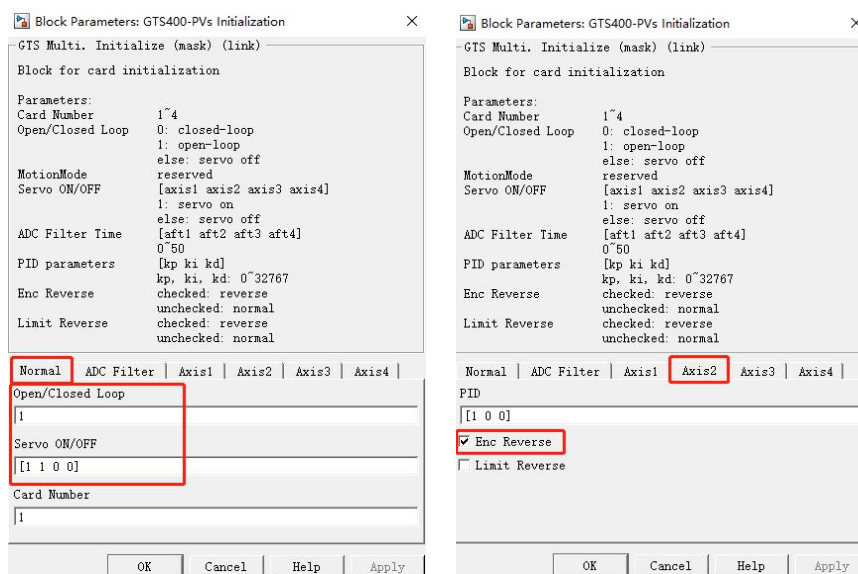 Block Parameters: GTS400-PVs Initialization
GTS Multi. Initialize (mask) (link)
Block for card initialization
Parameters:
Card Number 1~4
Open/Closed Loop 0: closed-loop
1: open-loop
else: servo off
MotionMode reserved
Servo ON/OFF [axis1 axis2 axis3 axis4]
1: servo on
else: servo off
ADC Filter Time [aft1 aft2 aft3 aft4]
0~50
PID parameters [kp ki kd]
kp, ki, kd: 0~32767
Enc Reverse checked: reverse
unchecked: normal
Limit Reverse checked: reverse
unchecked: normal
Normal ADC Filter Axis1 Axis2 Axis3 Axis4
Open/Closed Loop
1
Servo ON/OFF
[1 1 0 0]
Card Number
1
OK Cancel Help Apply
Block Parameters: GTS400-PVs Initialization
GTS Multi. Initialize (mask) (link)
Block for card initialization
Parameters:
Card Number 1~4
Open/Closed Loop 0: closed-loop
1: open-loop
else: servo off
MotionMode reserved
Servo ON/OFF [axis1 axis2 axis3 axis4]
1: servo on
else: servo off
ADC Filter Time [aft1 aft2 aft3 aft4]
0~50
PID parameters [kp ki kd]
kp, ki, kd: 0~32767
Enc Reverse checked: reverse
unchecked: normal
Limit Reverse checked: reverse
unchecked: normal
Normal ADC Filter Axis1 Axis2 Axis3 Axis4
PID
[1 0 0]
Enc Reverse
Limit Reverse
OK Cancel Help Apply